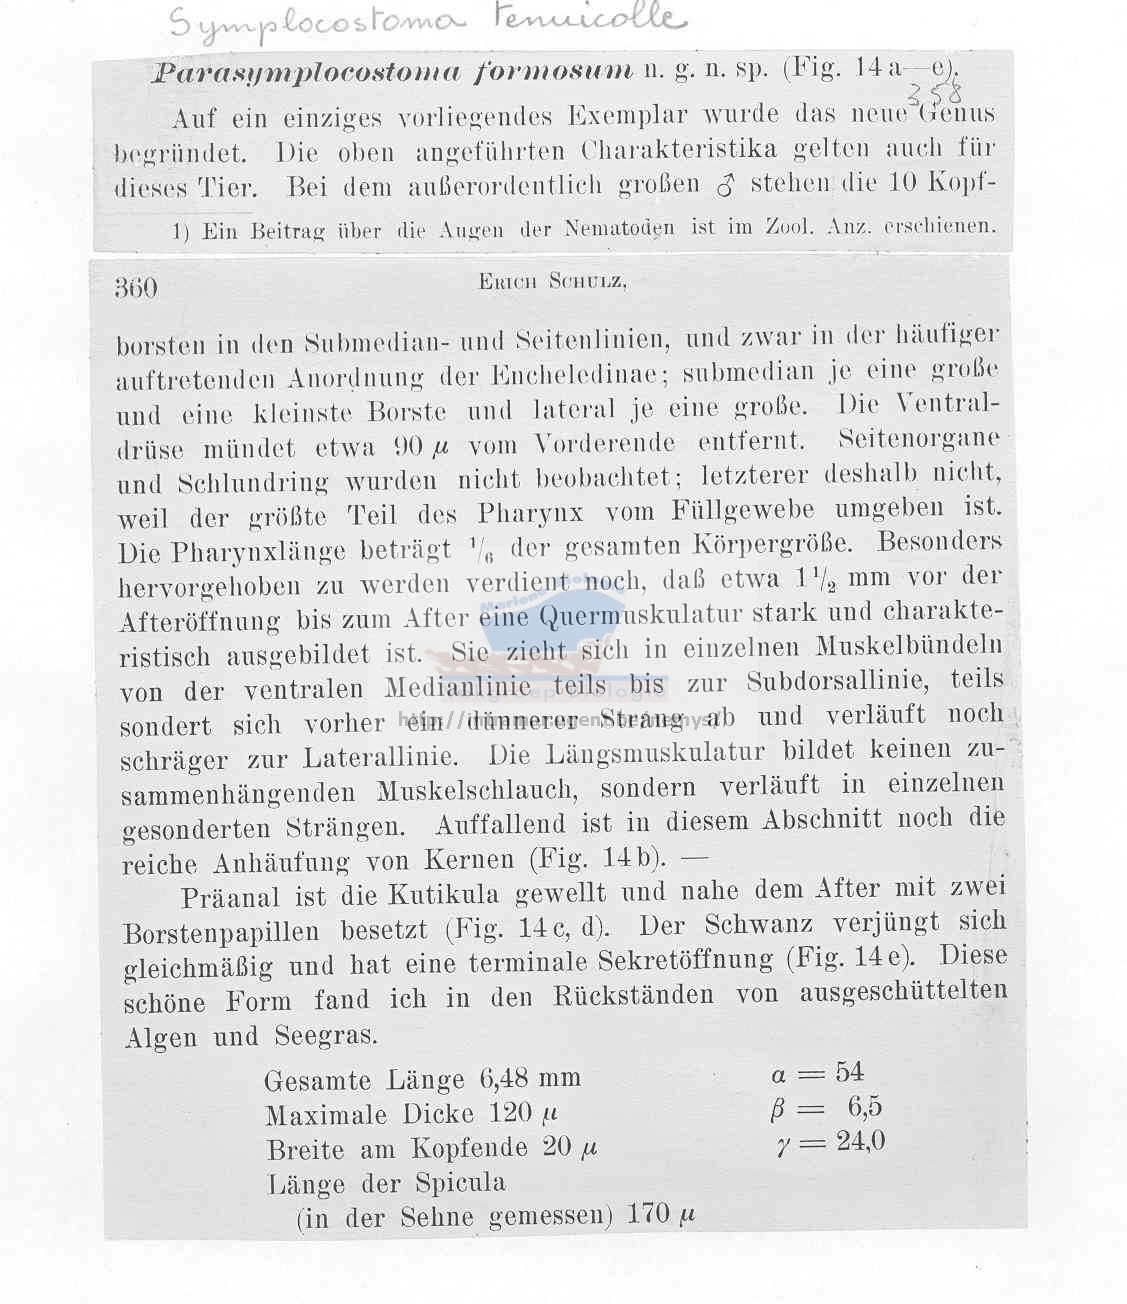 Symplocostoma tenuicolle
Parasymplocostoma formosum n. g. n. sp. (Fig. 14 a—e).
358
Auf ein einziges vorliegendes Exemplar wurde das neue Genus
begründet. Die oben angeführten Charakteristika gelten auch für
dieses Tier. Bei dem außerordentlich großen ♂ stehen die 10 Kopf-
1) Ein Beitrag über die Augen der Nematoden ist im Zool. Anz. erschienen.
360
Erich Schulz,
borsten in den Submedian- und Seitenlinien, und zwar in der häufiger
auftretenden Anordnung der Encheledinae; submedian je eine große
und eine kleinste Borste und lateral je eine große. Die Ventral-
drüse mündet etwa 90 μ vom Vorderende entfernt. Seitenorgane
und Schlundring wurden nicht beobachtet; letzterer deshalb nicht,
weil der größte Teil des Pharynx vom Füllgewebe umgeben ist.
Die Pharynxlänge beträgt 1/6 der gesamten Körpergröße. Besonders
hervorgehoben zu werden verdient noch, daß etwa 1 1/2 mm vor der
Afteröffnung bis zum After eine Quermuskulatur stark und charakte-
ristisch ausgebildet ist. Sie zieht sich in einzelnen Muskelbündeln
von der ventralen Medianlinie teils bis zur Subdorsallinie, teils
sondert sich vorher ein dünnerer Strang ab und verläuft noch
schräger zur Laterallinie. Die Längsmuskulatur bildet keinen zu-
sammenhängenden Muskelschlauch, sondern verläuft in einzelnen
gesonderten Strängen. Auffallend ist in diesem Abschnitt noch die
reiche Anhäufung von Kernen (Fig. 14 b). —
Präanal ist die Kutikula gewellt und nahe dem After mit zwei
Borstenpapillen besetzt (Fig. 14 c, d). Der Schwanz verjüngt sich
gleichmäßig und hat eine terminale Sekretöffnung (Fig. 14 e). Diese
schöne Form fand ich in den Rückständen von ausgeschüttelten
Algen und Seegras.
Gesamte Länge 6,48 mm α = 54
Maximale Dicke 120 μ β = 6,5
Breite am Kopfende 20 μ γ = 24,0
Länge der Spicula
(in der Sehne gemessen) 170 μ